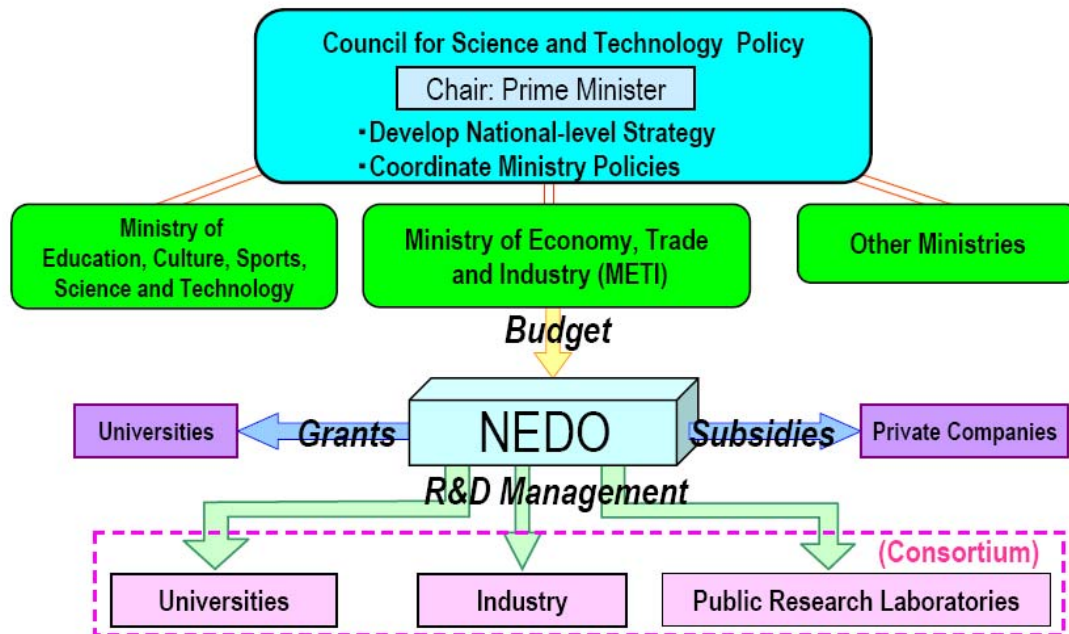 Council for Science and Technology Policy
Chair: Prime Minister
・Develop National-level Strategy
・Coordinate Ministry Policies
Ministry of
Education, Culture, Sports,
Science and Technology
Ministry of Economy, Trade
and Industry (METI)
Other Ministries
Budget
Universities
Grants
NEDO
Subsidies
Private Companies
R&D Management
(Consortium)
Universities
Industry
Public Research Laboratories